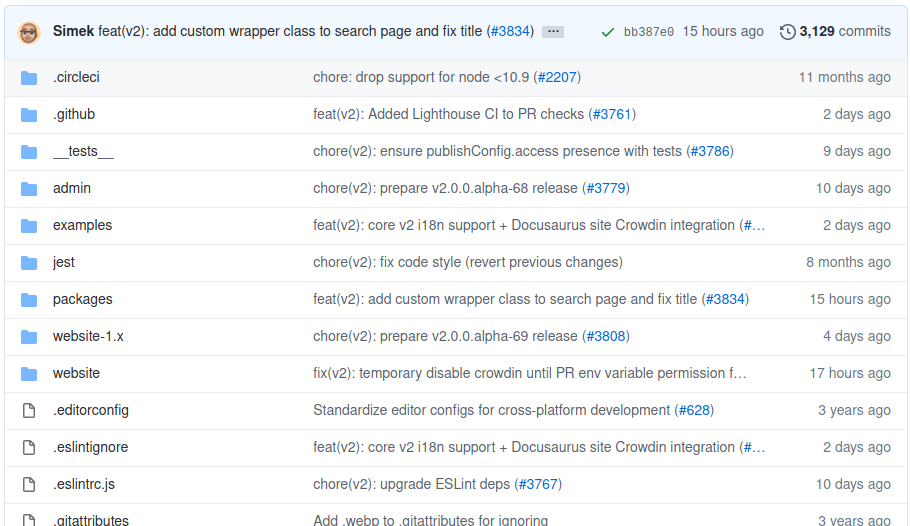 Simek feat(v2): add custom wrapper class to search page and fix title (#3834) ... bb387e0 15 hours ago 3,129 commits
.circleci chore: drop support for node <10.9 (#2207) 11 months ago
.github feat(v2): Added Lighthouse CI to PR checks (#3761) 2 days ago
__tests__ chore(v2): ensure publishConfig.access presence with tests (#3786) 9 days ago
admin chore(v2): prepare v2.0.0.alpha-68 release (#3779) 10 days ago
examples feat(v2): core v2 i18n support + Docusaurus site Crowdin integration (#… 2 days ago
jest chore(v2): fix code style (revert previous changes) 8 months ago
packages feat(v2): add custom wrapper class to search page and fix title (#3834) 15 hours ago
website-1.x chore(v2): prepare v2.0.0.alpha-69 release (#3808) 4 days ago
website fix(v2): temporary disable crowdin until PR env variable permission f… 17 hours ago
.editorconfig Standardize editor configs for cross-platform development (#628) 3 years ago
.eslintignore feat(v2): core v2 i18n support + Docusaurus site Crowdin integration (#… 2 days ago
.eslintrc.js chore(v2): upgrade ESLint deps (#3767) 10 days ago
.gitattributes Add .webp to .gitattributes for ignoring 3 years ago